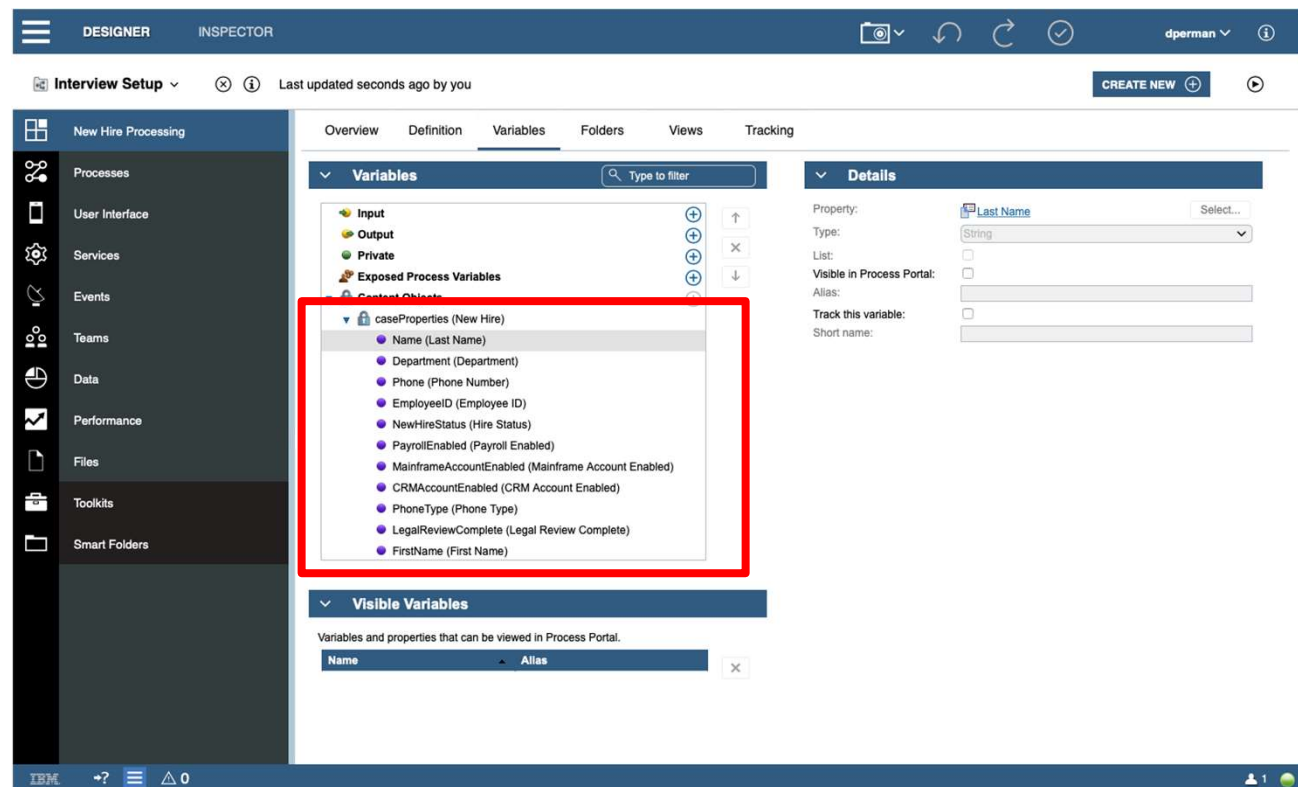 DESIGNER INSPECTOR dperman
Interview Setup Last updated seconds ago by you CREATE NEW
New Hire Processing
Processes
User Interface
Services
Events
Teams
Data
Performance
Files
Toolkits
Smart Folders
Overview Definition Variables Folders Views Tracking
Variables Type to filter
Input
Output
Private
Exposed Process Variables
Content Objects
caseProperties (New Hire)
Name (Last Name)
Department (Department)
Phone (Phone Number)
EmployeeID (Employee ID)
NewHireStatus (Hire Status)
PayrollEnabled (Payroll Enabled)
MainframeAccountEnabled (Mainframe Account Enabled)
CRMAccountEnabled (CRM Account Enabled)
PhoneType (Phone Type)
LegalReviewComplete (Legal Review Complete)
FirstName (First Name)
Visible Variables
Variables and properties that can be viewed in Process Portal.
Name Alias
Details
Property: Last Name Select...
Type: String
List:
Visible in Process Portal:
Alias:
Track this variable:
Short name:
IBM ? 0 1